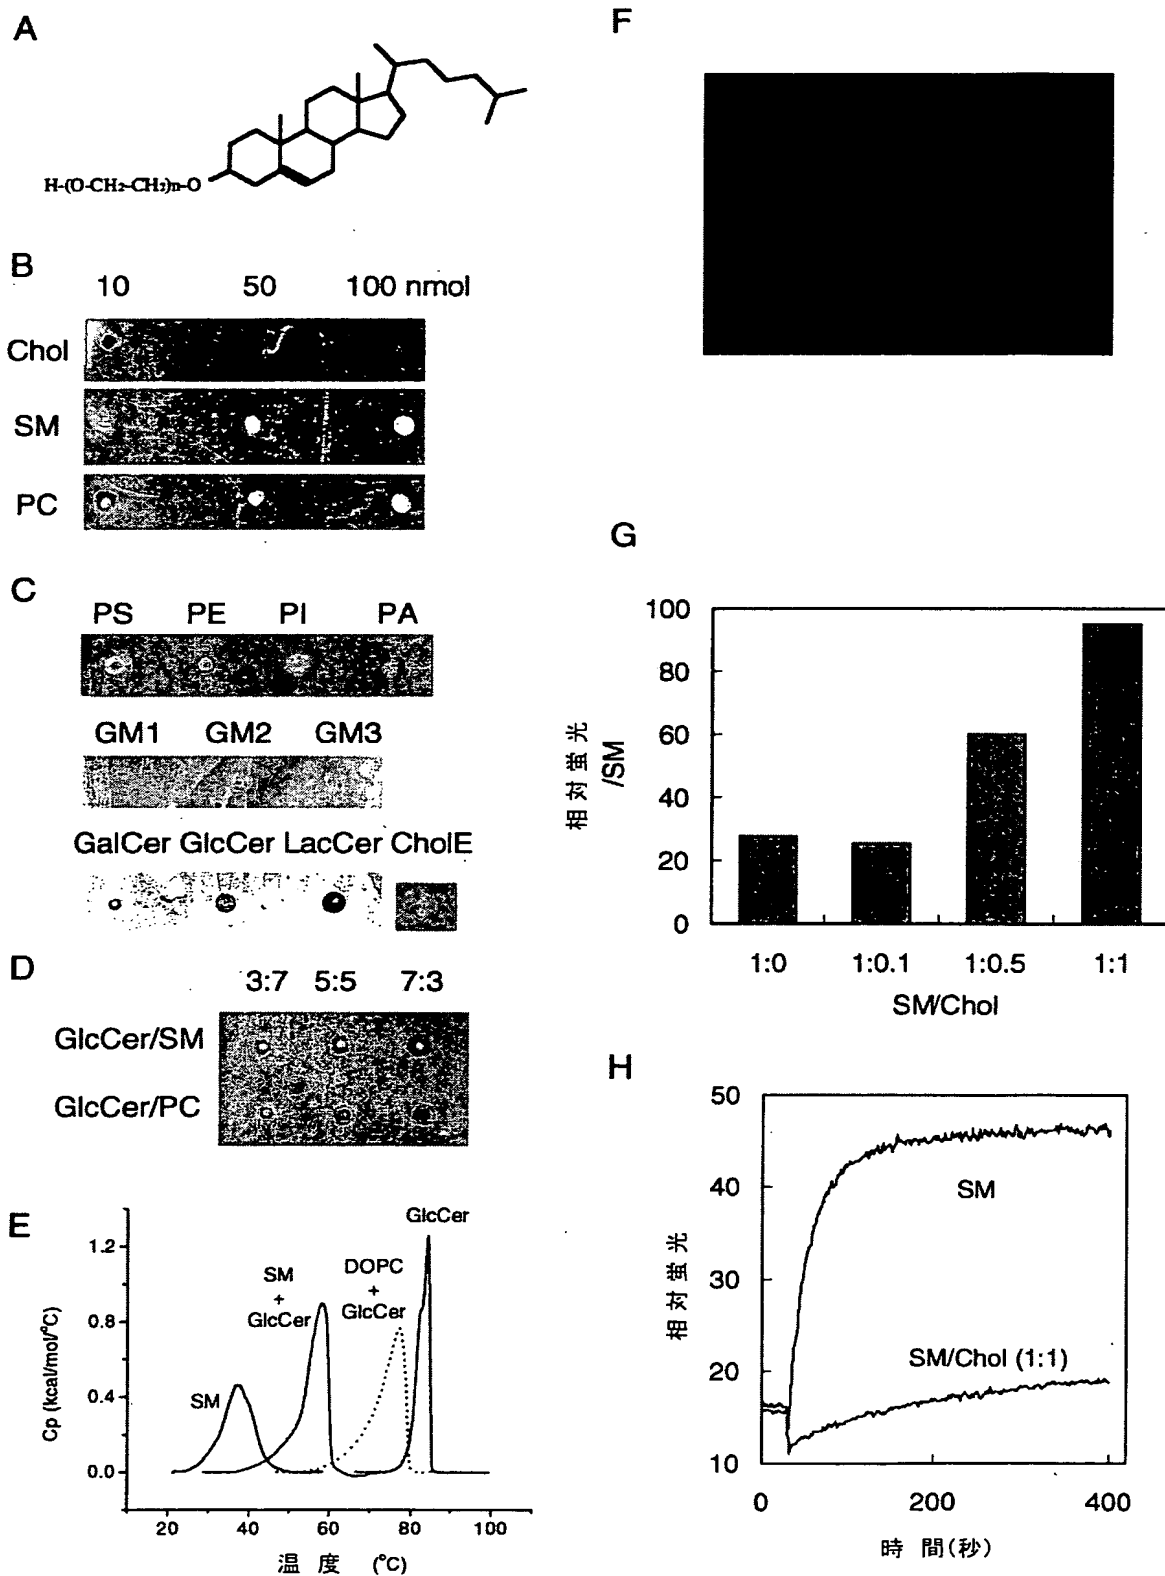 A
H-(O-CH2-CH2)n-O
B
10 50 100 nmol
Chol
SM
PC
C
PS PE PI PA
GM1 GM2 GM3
GalCer GlcCer LacCer CholE
D
3:7 5:5 7:3
GlcCer/SM
GlcCer/PC
E
GlcCer
SM
+
GlcCer
DOPC
+
GlcCer
SM
1.2
0.8
0.4
0.0
Cp (kcal/mol/°C)
20 40 60 80 100
温度 (°C)
F
G
100
80
60
40
20
0
相対蛍光
/SM
1:0 1:0.1 1:0.5 1:1
SM/Chol
H
50
40
30
20
10
相対蛍光
SM
SM/Chol (1:1)
0 200 400
時間(秒)